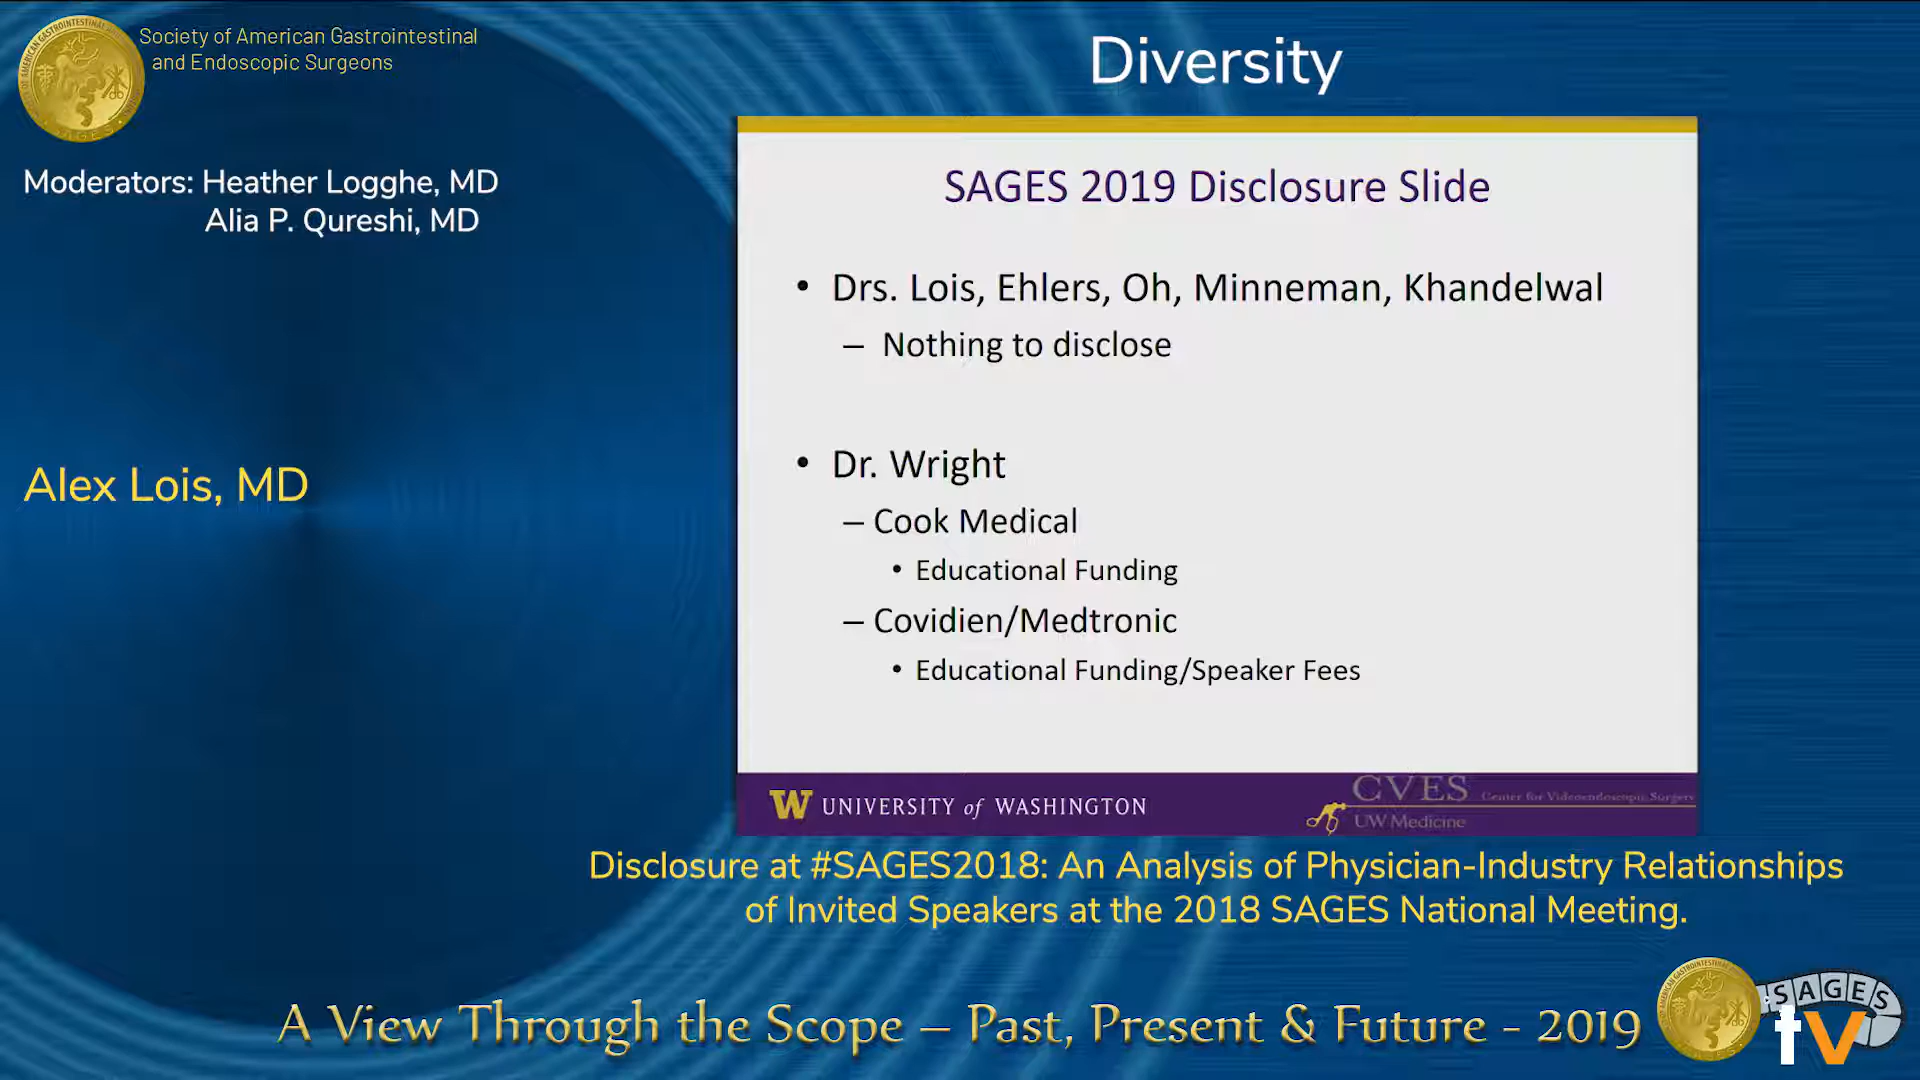 Society of American Gastrointestinal
and Endoscopic Surgeons
Diversity
Moderators: Heather Logghe, MD
Alia P. Qureshi, MD
Alex Lois, MD
SAGES 2019 Disclosure Slide
• Drs. Lois, Ehlers, Oh, Minneman, Khandelwal
– Nothing to disclose
• Dr. Wright
– Cook Medical
• Educational Funding
– Covidien/Medtronic
• Educational Funding/Speaker Fees
W UNIVERSITY of WASHINGTON
CVES Center for Videoendoscopic Surgery
UW Medicine
Disclosure at #SAGES2018: An Analysis of Physician-Industry Relationships
of Invited Speakers at the 2018 SAGES National Meeting.
A View Through the Scope – Past, Present & Future - 2019
SAGES
tv